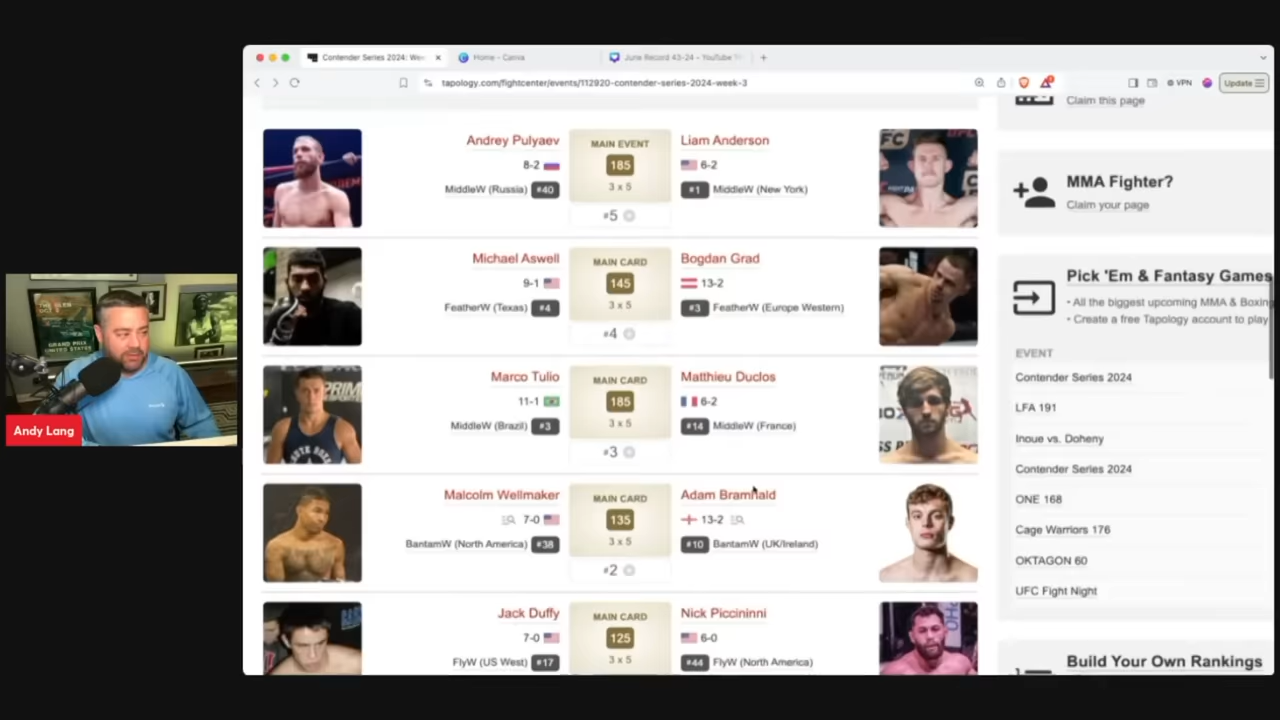 Contender Series 2024: Wee
Home - Canva
June Record 43-24 - YouTube Th
tapology.com/fightcenter/events/112920-contender-series-2024-week-3
VPN
Update
Andrey Pulyaev
8-2
MiddleW (Russia) #40
MAIN EVENT
185
3 x 5
#5
Liam Anderson
6-2
#1 MiddleW (New York)
Michael Aswell
9-1
FeatherW (Texas) #4
MAIN CARD
145
3 x 5
#4
Bogdan Grad
13-2
#3 FeatherW (Europe Western)
Marco Tulio
11-1
MiddleW (Brazil) #3
MAIN CARD
185
3 x 5
#3
Matthieu Duclos
6-2
#14 MiddleW (France)
Malcolm Wellmaker
7-0
BantamW (North America) #38
MAIN CARD
135
3 x 5
#2
Adam Bramhald
13-2
#10 BantamW (UK/Ireland)
Jack Duffy
7-0
FlyW (US West) #17
MAIN CARD
125
3 x 5
Nick Piccininni
6-0
#44 FlyW (North America)
Claim this page
MMA Fighter?
Claim your page
Pick 'Em & Fantasy Games
• All the biggest upcoming MMA & Boxin
• Create a free Tapology account to play
EVENT
Contender Series 2024
LFA 191
Inoue vs. Doheny
Contender Series 2024
ONE 168
Cage Warriors 176
OKTAGON 60
UFC Fight Night
Build Your Own Rankings
GRAND PRIX
UNITED STATES
Andy Lang